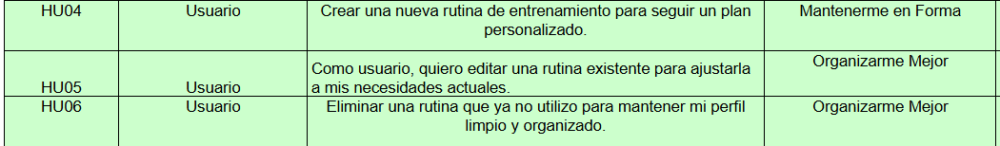 HU04 Usuario Crear una nueva rutina de entrenamiento para seguir un plan Mantenerme en Forma
personalizado.
Como usuario, quiero editar una rutina existente para ajustarla Organizarme Mejor
HU05 Usuario a mis necesidades actuales.
HU06 Usuario Eliminar una rutina que ya no utilizo para mantener mi perfil Organizarme Mejor
limpio y organizado.